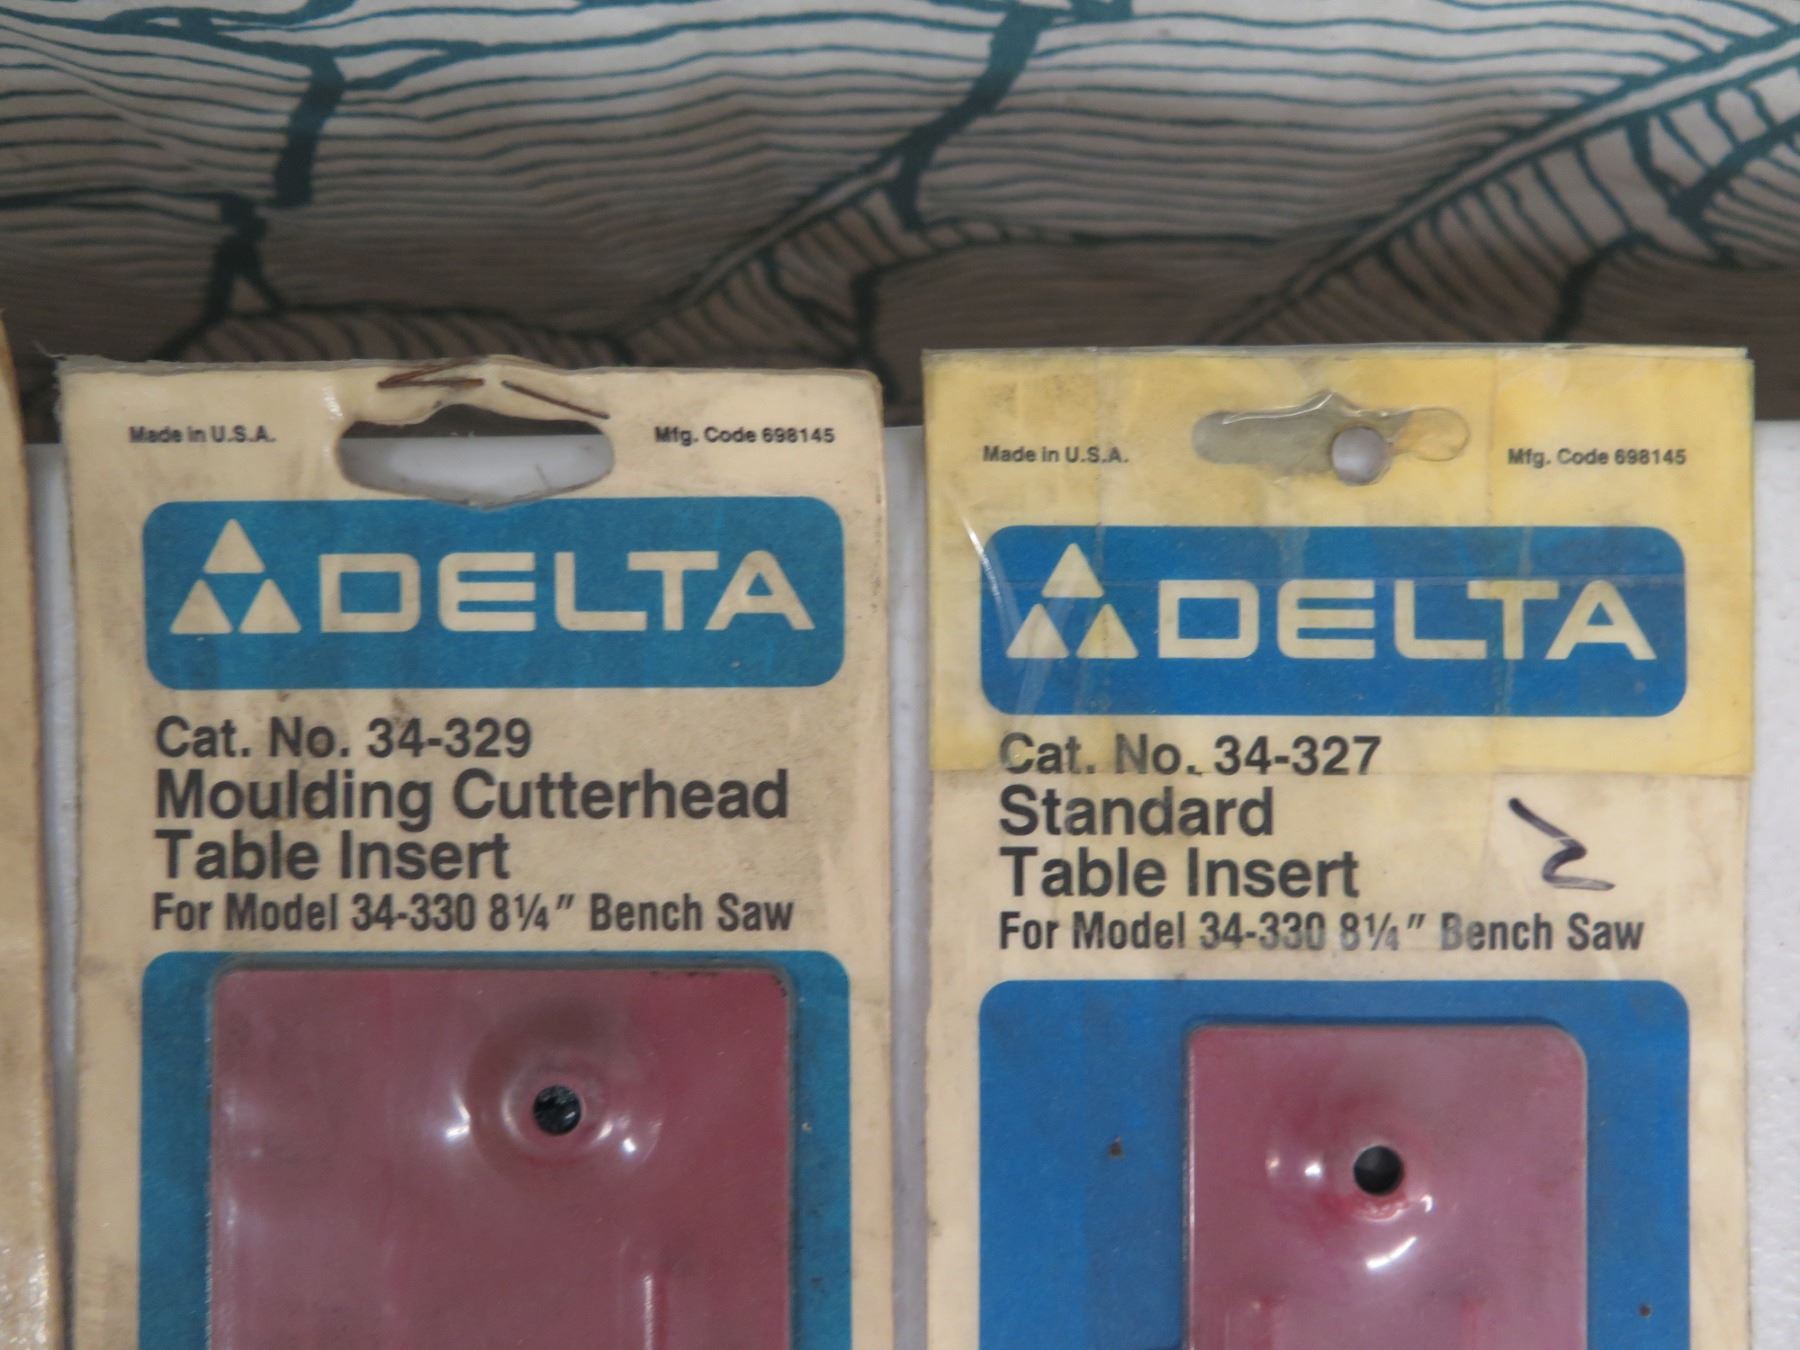 Made in U.S.A.
Mfg. Code 698145
DELTA
Cat. No. 34-329
Moulding Cutterhead
Table Insert
For Model 34-330 8¼" Bench Saw
Made in U.S.A.
Mfg. Code 698145
DELTA
Cat. No. 34-327
Standard
Table Insert
For Model 34-330 8¼" Bench Saw